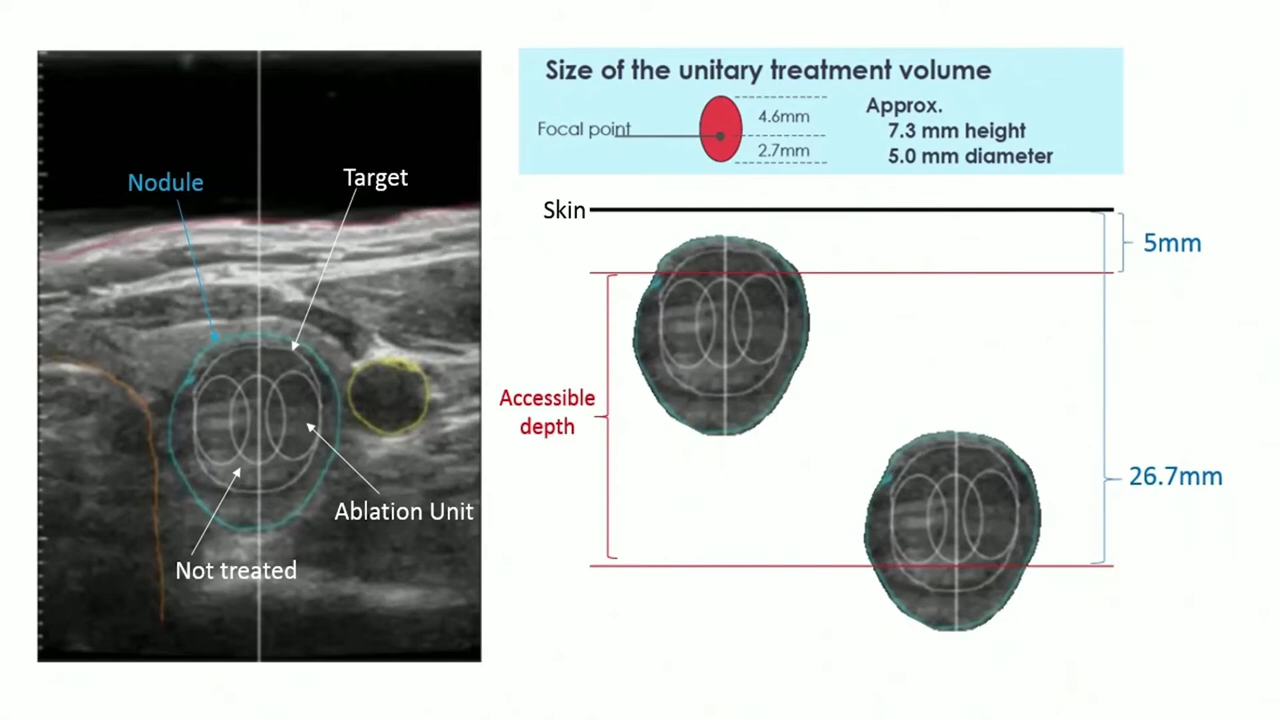 Nodule
Target
Ablation Unit
Not treated
Size of the unitary treatment volume
Focal point
4.6mm
2.7mm
Approx.
7.3 mm height
5.0 mm diameter
Skin
5mm
Accessible
depth
26.7mm